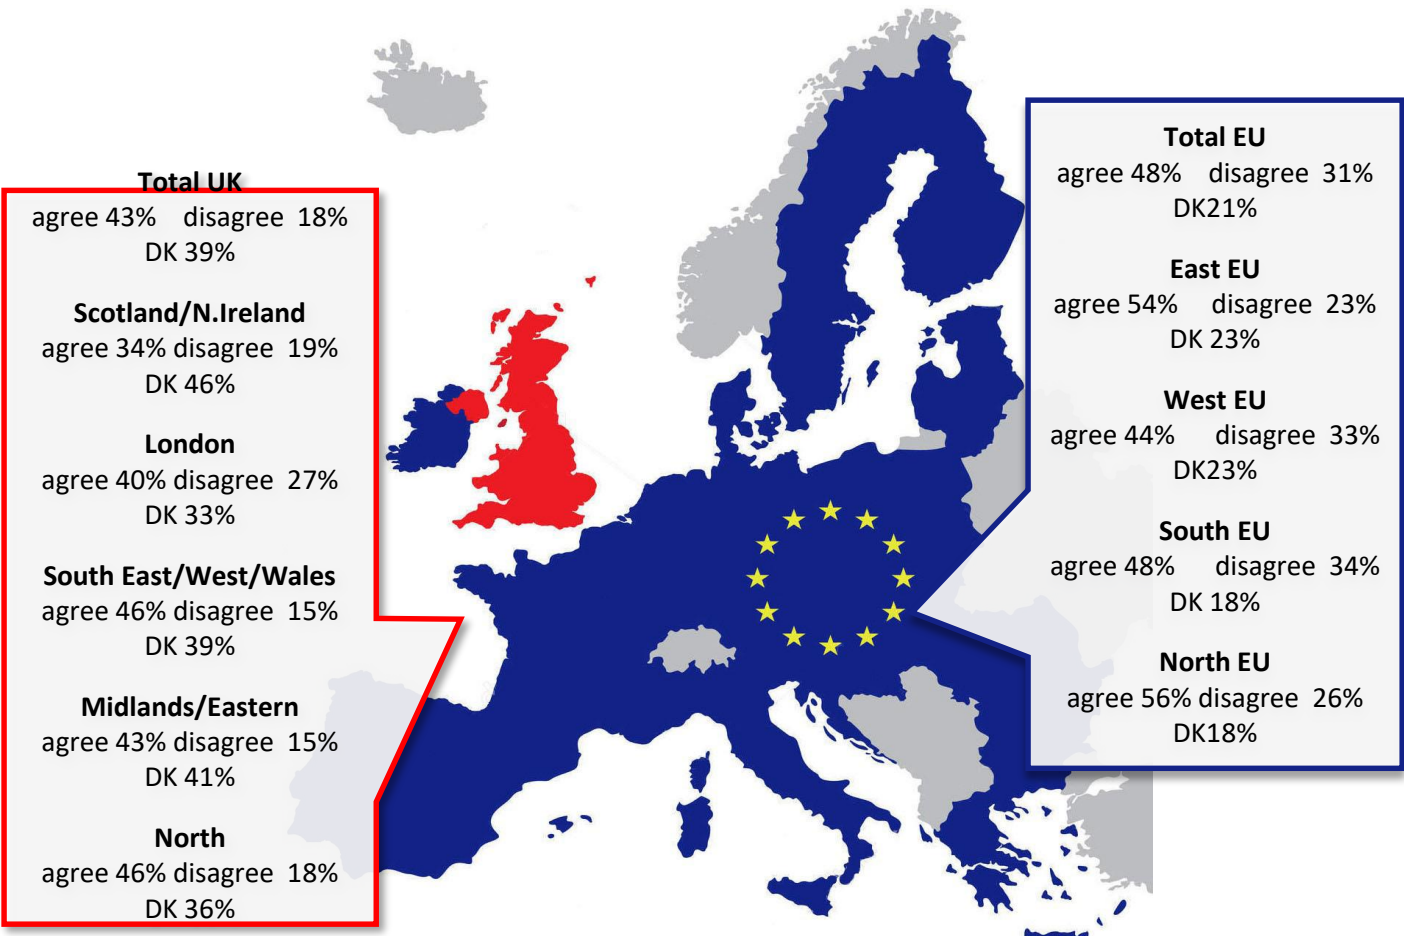 Total UK
agree 43% disagree 18%
DK 39%
Scotland/N.Ireland
agree 34% disagree 19%
DK 46%
London
agree 40% disagree 27%
DK 33%
South East/West/Wales
agree 46% disagree 15%
DK 39%
Midlands/Eastern
agree 43% disagree 15%
DK 41%
North
agree 46% disagree 18%
DK 36%
Total EU
agree 48% disagree 31%
DK21%
East EU
agree 54% disagree 23%
DK 23%
West EU
agree 44% disagree 33%
DK23%
South EU
agree 48% disagree 34%
DK 18%
North EU
agree 56% disagree 26%
DK18%